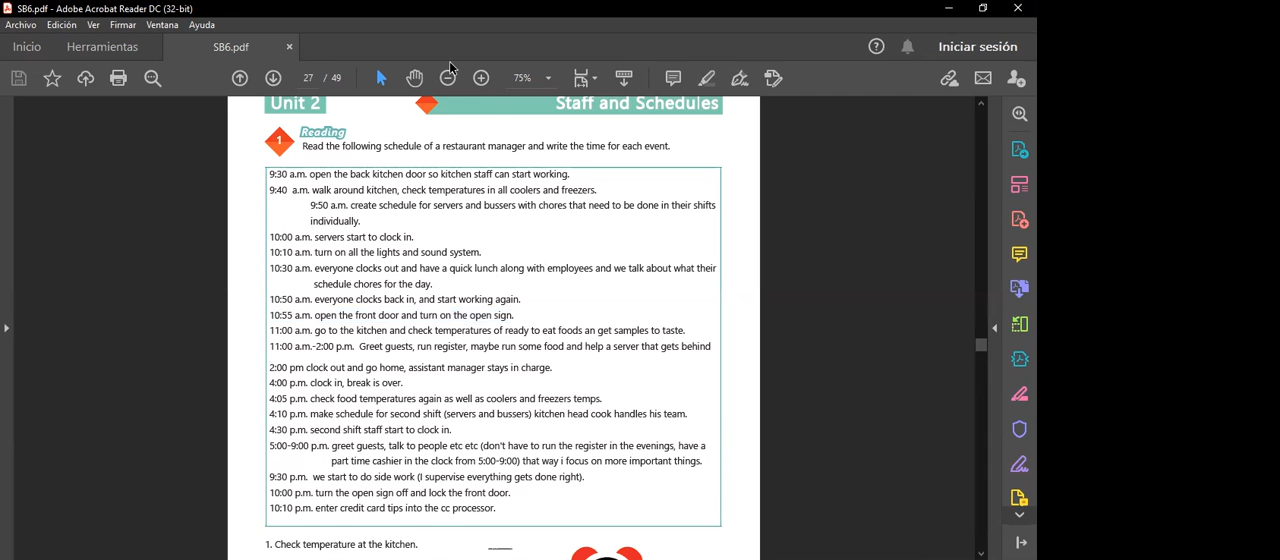 SB6.pdf - Adobe Acrobat Reader DC (32-bit)
Archivo Edición Ver Firmar Ventana Ayuda
Inicio Herramientas SB6.pdf × Iniciar sesión
27 / 49 75%
Unit 2 Staff and Schedules
1 Reading
Read the following schedule of a restaurant manager and write the time for each event.
9:30 a.m. open the back kitchen door so kitchen staff can start working.
9:40 a.m. walk around kitchen, check temperatures in all coolers and freezers.
9:50 a.m. create schedule for servers and bussers with chores that need to be done in their shifts
individually.
10:00 a.m. servers start to clock in.
10:10 a.m. turn on all the lights and sound system.
10:30 a.m. everyone clocks out and have a quick lunch along with employees and we talk about what their
schedule chores for the day.
10:50 a.m. everyone clocks back in, and start working again.
10:55 a.m. open the front door and turn on the open sign.
11:00 a.m. go to the kitchen and check temperatures of ready to eat foods an get samples to taste.
11:00 a.m.-2:00 p.m. Greet guests, run register, maybe run some food and help a server that gets behind
2:00 pm clock out and go home, assistant manager stays in charge.
4:00 p.m. clock in, break is over.
4:05 p.m. check food temperatures again as well as coolers and freezers temps.
4:10 p.m. make schedule for second shift (servers and bussers) kitchen head cook handles his team.
4:30 p.m. second shift staff start to clock in.
5:00-9:00 p.m. greet guests, talk to people etc etc (don't have to run the register in the evenings, have a
part time cashier in the clock from 5:00-9:00) that way i focus on more important things.
9:30 p.m. we start to do side work (I supervise everything gets done right).
10:00 p.m. turn the open sign off and lock the front door.
10:10 p.m. enter credit card tips into the cc processor.
1. Check temperature at the kitchen. ____